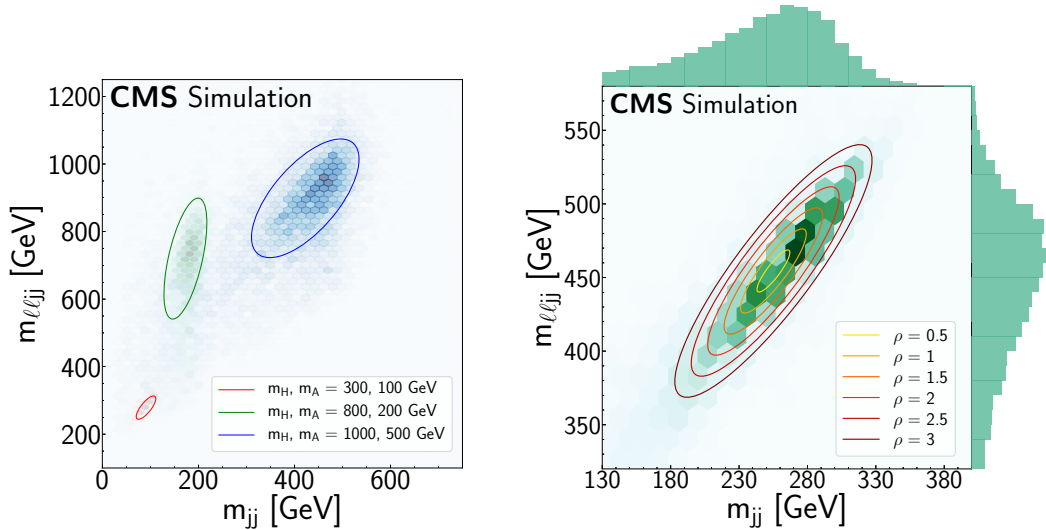 CMS Simulation
1200
1000
800
600
400
200
m_ℓℓjj [GeV]
m_H, m_A = 300, 100 GeV
m_H, m_A = 800, 200 GeV
m_H, m_A = 1000, 500 GeV
0 200 400 600
m_jj [GeV]
CMS Simulation
550
500
450
400
350
m_ℓℓjj [GeV]
ρ = 0.5
ρ = 1
ρ = 1.5
ρ = 2
ρ = 2.5
ρ = 3
130 180 230 280 330 380
m_jj [GeV]